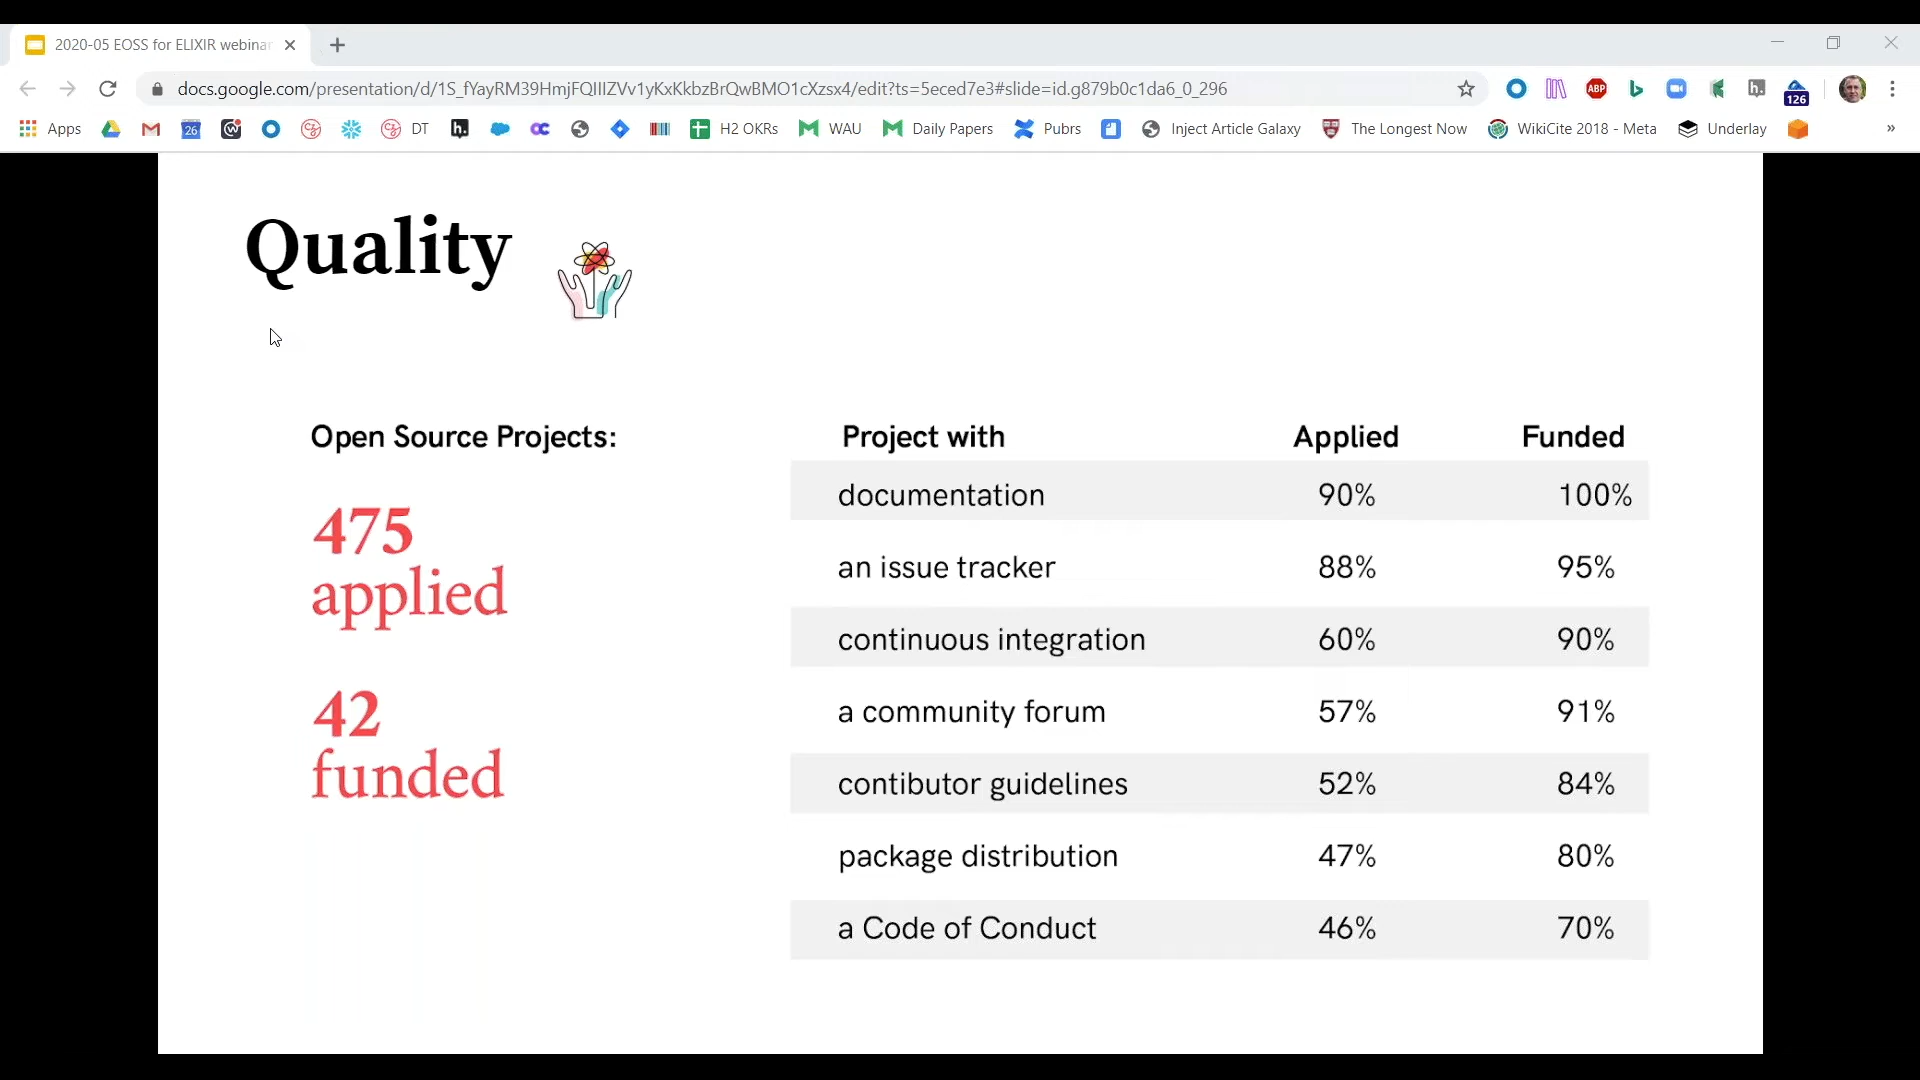 2020-05 EOSS for ELIXIR webinar
docs.google.com/presentation/d/1S_fYayRM39HmjFQIIIZVv1yKxKkbzBrQwBMO1cXzsx4/edit?ts=5eced7e3#slide=id.g879b0c1da6_0_296
ABP
h.
126
Apps
26
DT
h.
H2 OKRs
WAU
Daily Papers
Pubrs
Inject Article Galaxy
The Longest Now
WikiCite 2018 - Meta
Underlay
»
Quality
Open Source Projects:
475
applied
42
funded
Project with Applied Funded
documentation 90% 100%
an issue tracker 88% 95%
continuous integration 60% 90%
a community forum 57% 91%
contibutor guidelines 52% 84%
package distribution 47% 80%
a Code of Conduct 46% 70%